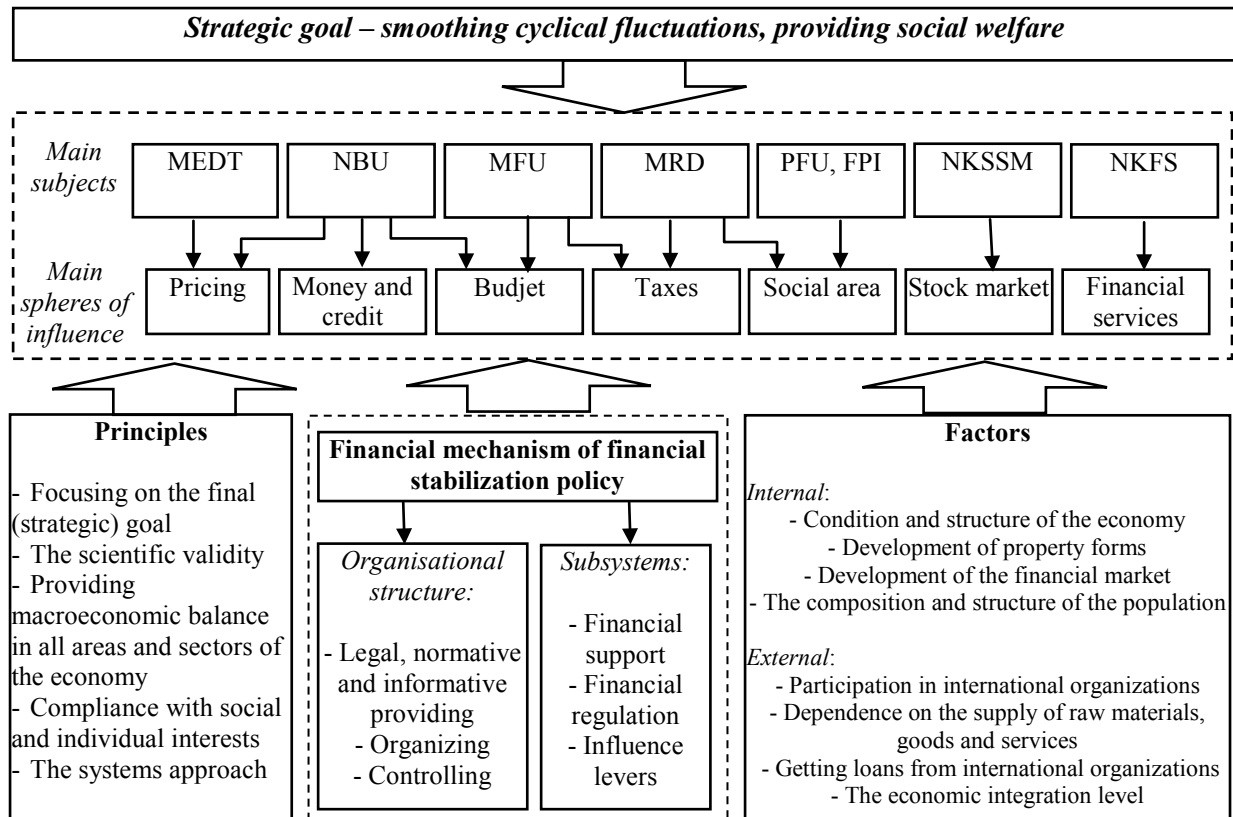 Strategic goal – smoothing cyclical fluctuations, providing social welfare
Main
subjects
MEDT
NBU
MFU
MRD
PFU, FPI
NKSSM
NKFS
Main
spheres of
influence
Pricing
Money and
credit
Budjet
Taxes
Social area
Stock market
Financial
services
Principles
- Focusing on the final
(strategic) goal
- The scientific validity
- Providing
macroeconomic balance
in all areas and sectors of
the economy
- Compliance with social
and individual interests
- The systems approach
Financial mechanism of financial
stabilization policy
Organisational
structure:
- Legal, normative
and informative
providing
- Organizing
- Controlling
Subsystems:
- Financial
support
- Financial
regulation
- Influence
levers
Factors
Internal:
- Condition and structure of the economy
- Development of property forms
- Development of the financial market
- The composition and structure of the population
External:
- Participation in international organizations
- Dependence on the supply of raw materials,
goods and services
- Getting loans from international organizations
- The economic integration level